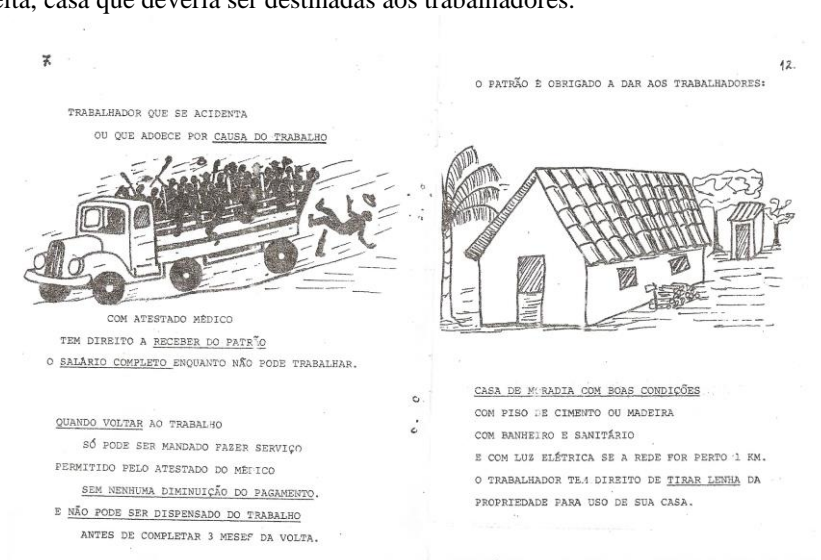 eita, casa que deveria ser destinadas aos trabalhadores:
7
TRABALHADOR QUE SE ACIDENTA
OU QUE ADOECE POR CAUSA DO TRABALHO
COM ATESTADO MÉDICO
TEM DIREITO A RECEBER DO PATRÃO
O SALÁRIO COMPLETO ENQUANTO NÃO PODE TRABALHAR.
QUANDO VOLTAR AO TRABALHO
SÓ PODE SER MANDADO FAZER SERVIÇO
PERMITIDO PELO ATESTADO DO MÉDICO
SEM NENHUMA DIMINUIÇÃO DO PAGAMENTO.
E NÃO PODE SER DISPENSADO DO TRABALHO
ANTES DE COMPLETAR 3 MESES DA VOLTA.
12.
O PATRÃO É OBRIGADO A DAR AOS TRABALHADORES:
CASA DE MORADIA COM BOAS CONDIÇÕES
COM PISO DE CIMENTO OU MADEIRA
COM BANHEIRO E SANITÁRIO
E COM LUZ ELÉTRICA SE A REDE FOR PERTO 1 KM.
O TRABALHADOR TEM DIREITO DE TIRAR LENHA DA
PROPRIEDADE PARA USO DE SUA CASA.